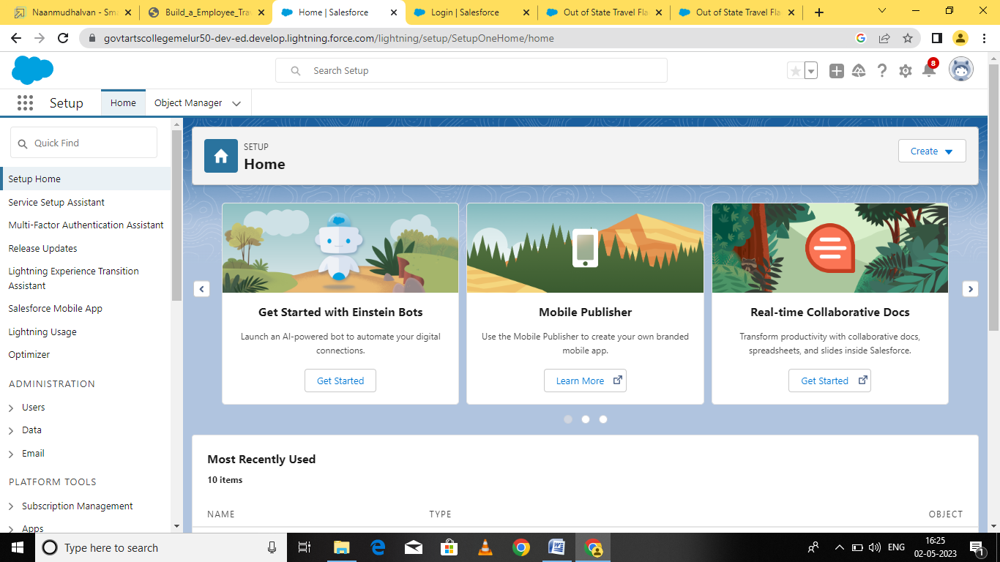 Naanmudhalvan - Sma
Build_a_Employee_Tra
Home | Salesforce
Login | Salesforce
Out of State Travel Fla
Out of State Travel Fla
govtartscollegemelur50-dev-ed.develop.lightning.force.com/lightning/setup/SetupOneHome/home
Search Setup
8
Setup
Home
Object Manager
Quick Find
Setup Home
Service Setup Assistant
Multi-Factor Authentication Assistant
Release Updates
Lightning Experience Transition
Assistant
Salesforce Mobile App
Lightning Usage
Optimizer
ADMINISTRATION
Users
Data
Email
PLATFORM TOOLS
Subscription Management
Apps
SETUP
Home
Create
Get Started with Einstein Bots
Launch an AI-powered bot to automate your digital
connections.
Get Started
Mobile Publisher
Use the Mobile Publisher to create your own branded
mobile app.
Learn More
Real-time Collaborative Docs
Transform productivity with collaborative docs,
spreadsheets, and slides inside Salesforce.
Get Started
Most Recently Used
10 items
NAME
TYPE
OBJECT
Type here to search
ENG
16:25
02-05-2023
1